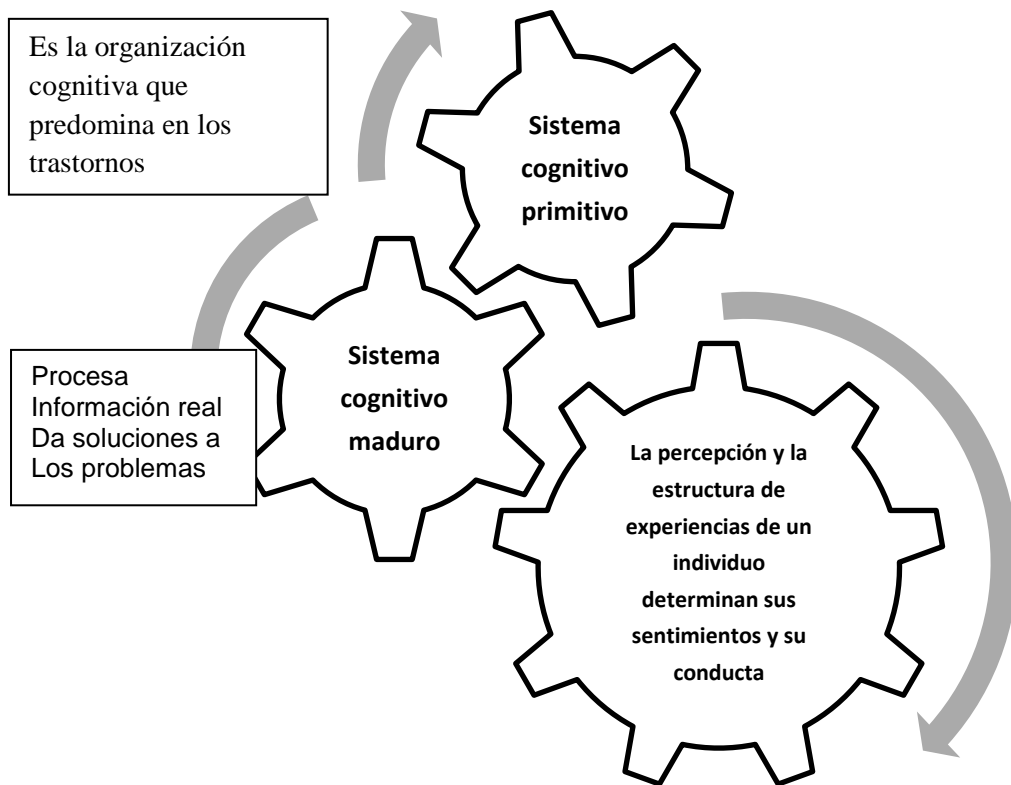 Es la organización
cognitiva que
predomina en los
trastornos
Sistema
cognitivo
primitivo
Procesa
Información real
Da soluciones a
Los problemas
Sistema
cognitivo
maduro
La percepción y la
estructura de
experiencias de un
individuo
determinan sus
sentimientos y su
conducta